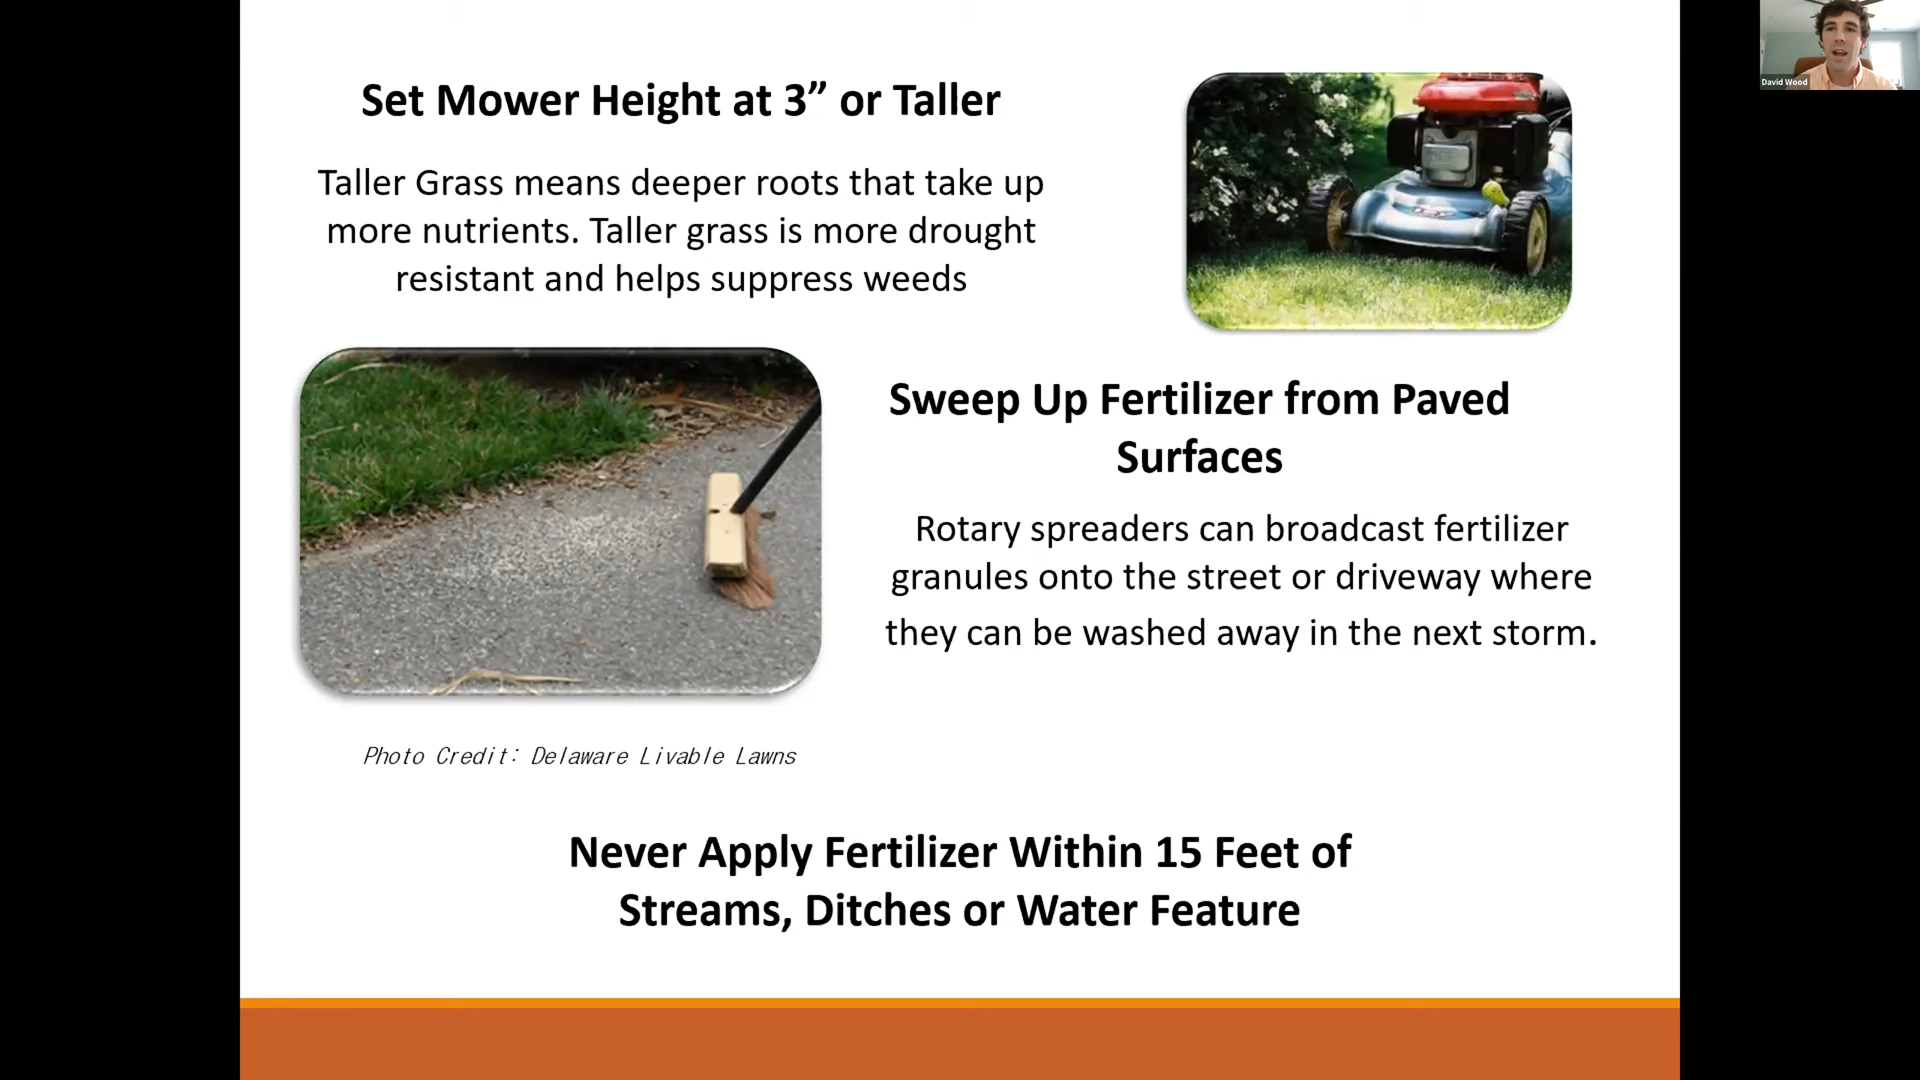 David Wood
Set Mower Height at 3” or Taller
Taller Grass means deeper roots that take up
more nutrients. Taller grass is more drought
resistant and helps suppress weeds
Sweep Up Fertilizer from Paved
Surfaces
Rotary spreaders can broadcast fertilizer
granules onto the street or driveway where
they can be washed away in the next storm.
Photo Credit: Delaware Livable Lawns
Never Apply Fertilizer Within 15 Feet of
Streams, Ditches or Water Feature